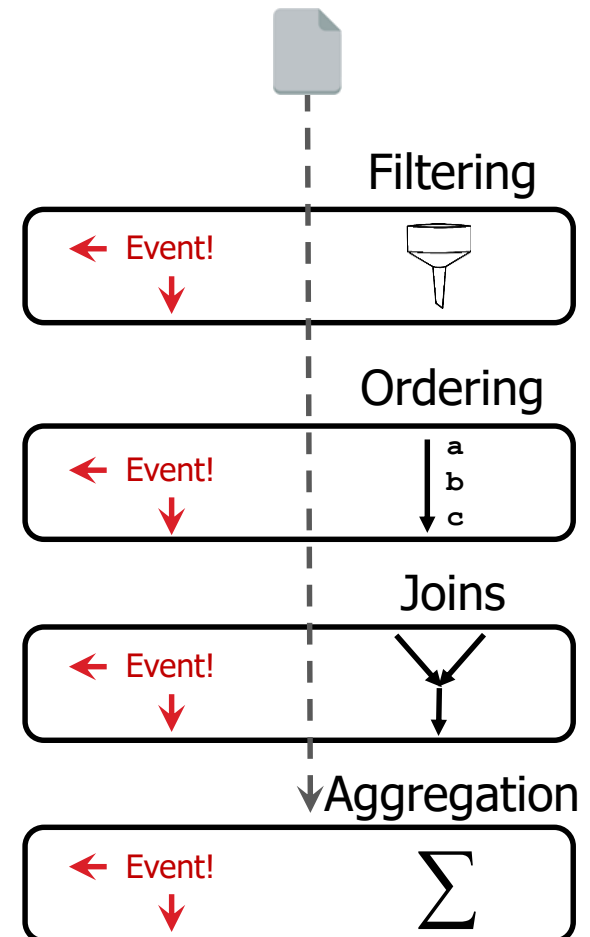 Filtering
Event!
Ordering
Event!
a
b
c
Joins
Event!
Aggregation
Event!
∑